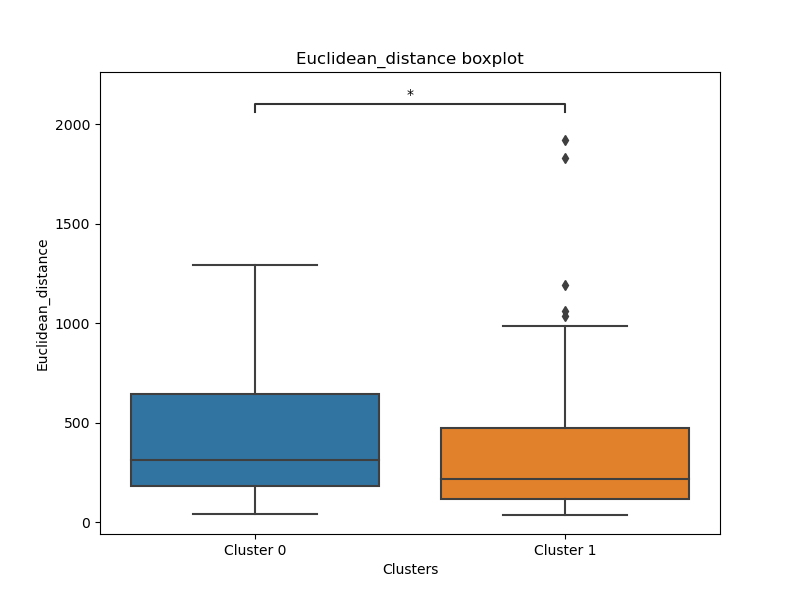 Euclidean_distance boxplot
*
2000
1500
1000
500
0
Euclidean_distance
Cluster 0
Cluster 1
Clusters